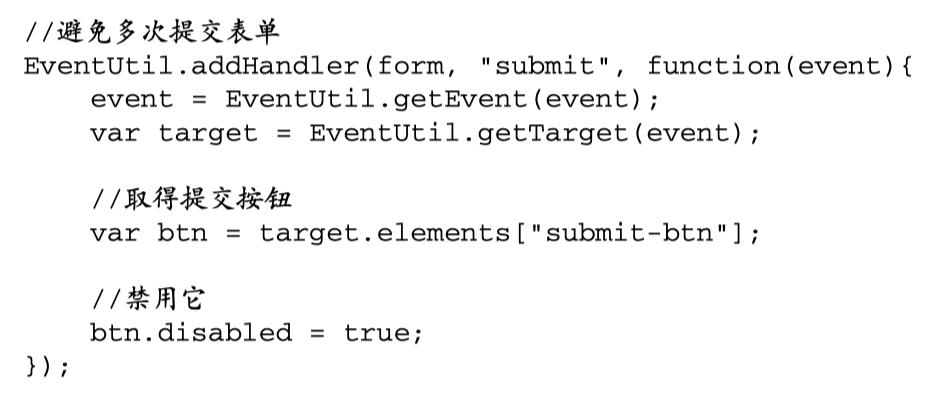 //避免多次提交表单
EventUtil.addHandler(form, "submit", function(event){
    event = EventUtil.getEvent(event);
    var target = EventUtil.getTarget(event);

    //取得提交按钮
    var btn = target.elements["submit-btn"];

    //禁用它
    btn.disabled = true;
});